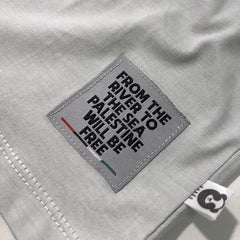 FROM THE
RIVER TO
THE SEA
PALESTINE
WILL BE
FREE